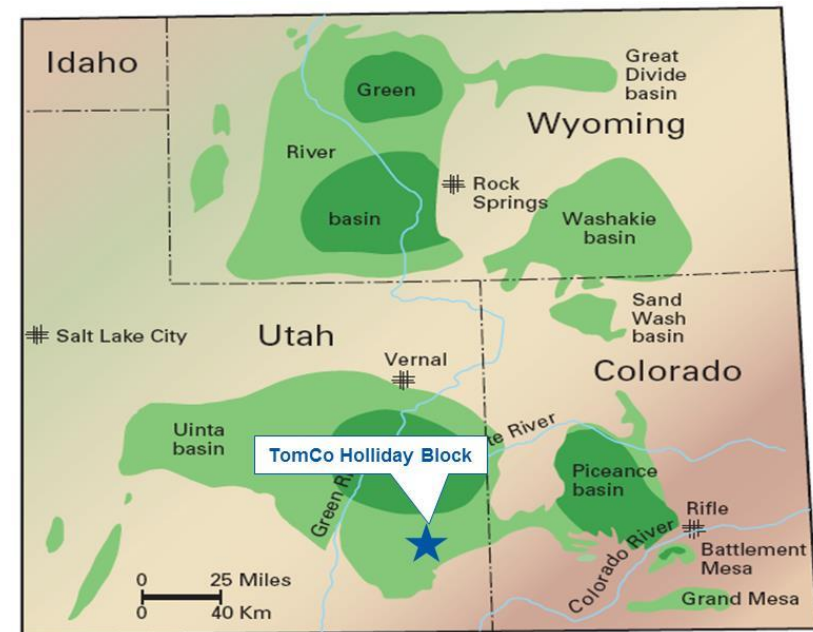 Idaho
Green
Great
Divide
basin
Wyoming
River
Rock
Springs
basin
Washakie
basin
Sand
Wash
basin
Salt Lake City
Utah
Vernal
Colorado
Uinta
basin
te River
TomCo Holliday Block
Piceance
basin
Green Ri
Rifle
Colorado River
Battlement
Mesa
Grand Mesa
0 25 Miles
0 40 Km